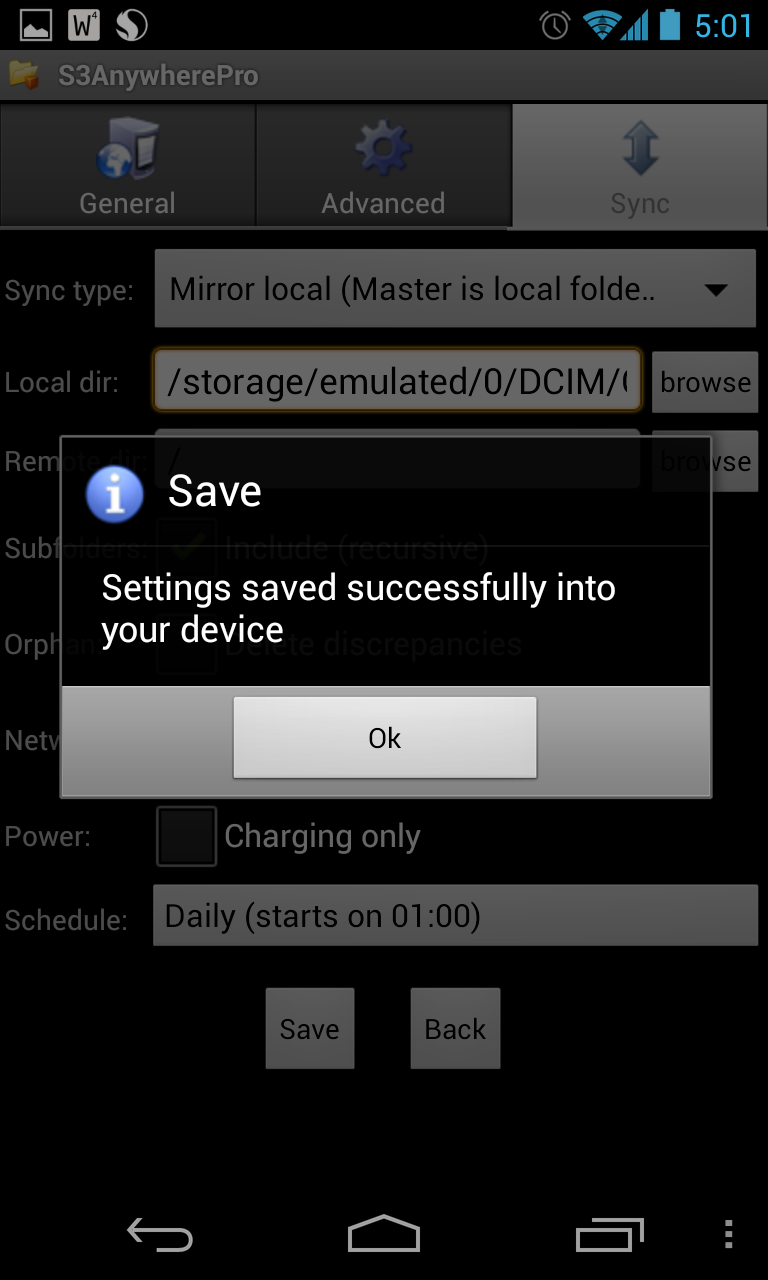 W4
5:01
S3AnywherePro
General
Advanced
Sync
Sync type:
Mirror local (Master is local folde..
Local dir:
/storage/emulated/0/DCIM/
browse
Remote dir:
/
browse
Save
Subfolders:
Include (recursive)
Settings saved successfully into
your device
Orphan
Delete discrepancies
Ok
Netw
Power:
Charging only
Schedule:
Daily (starts on 01:00)
Save
Back